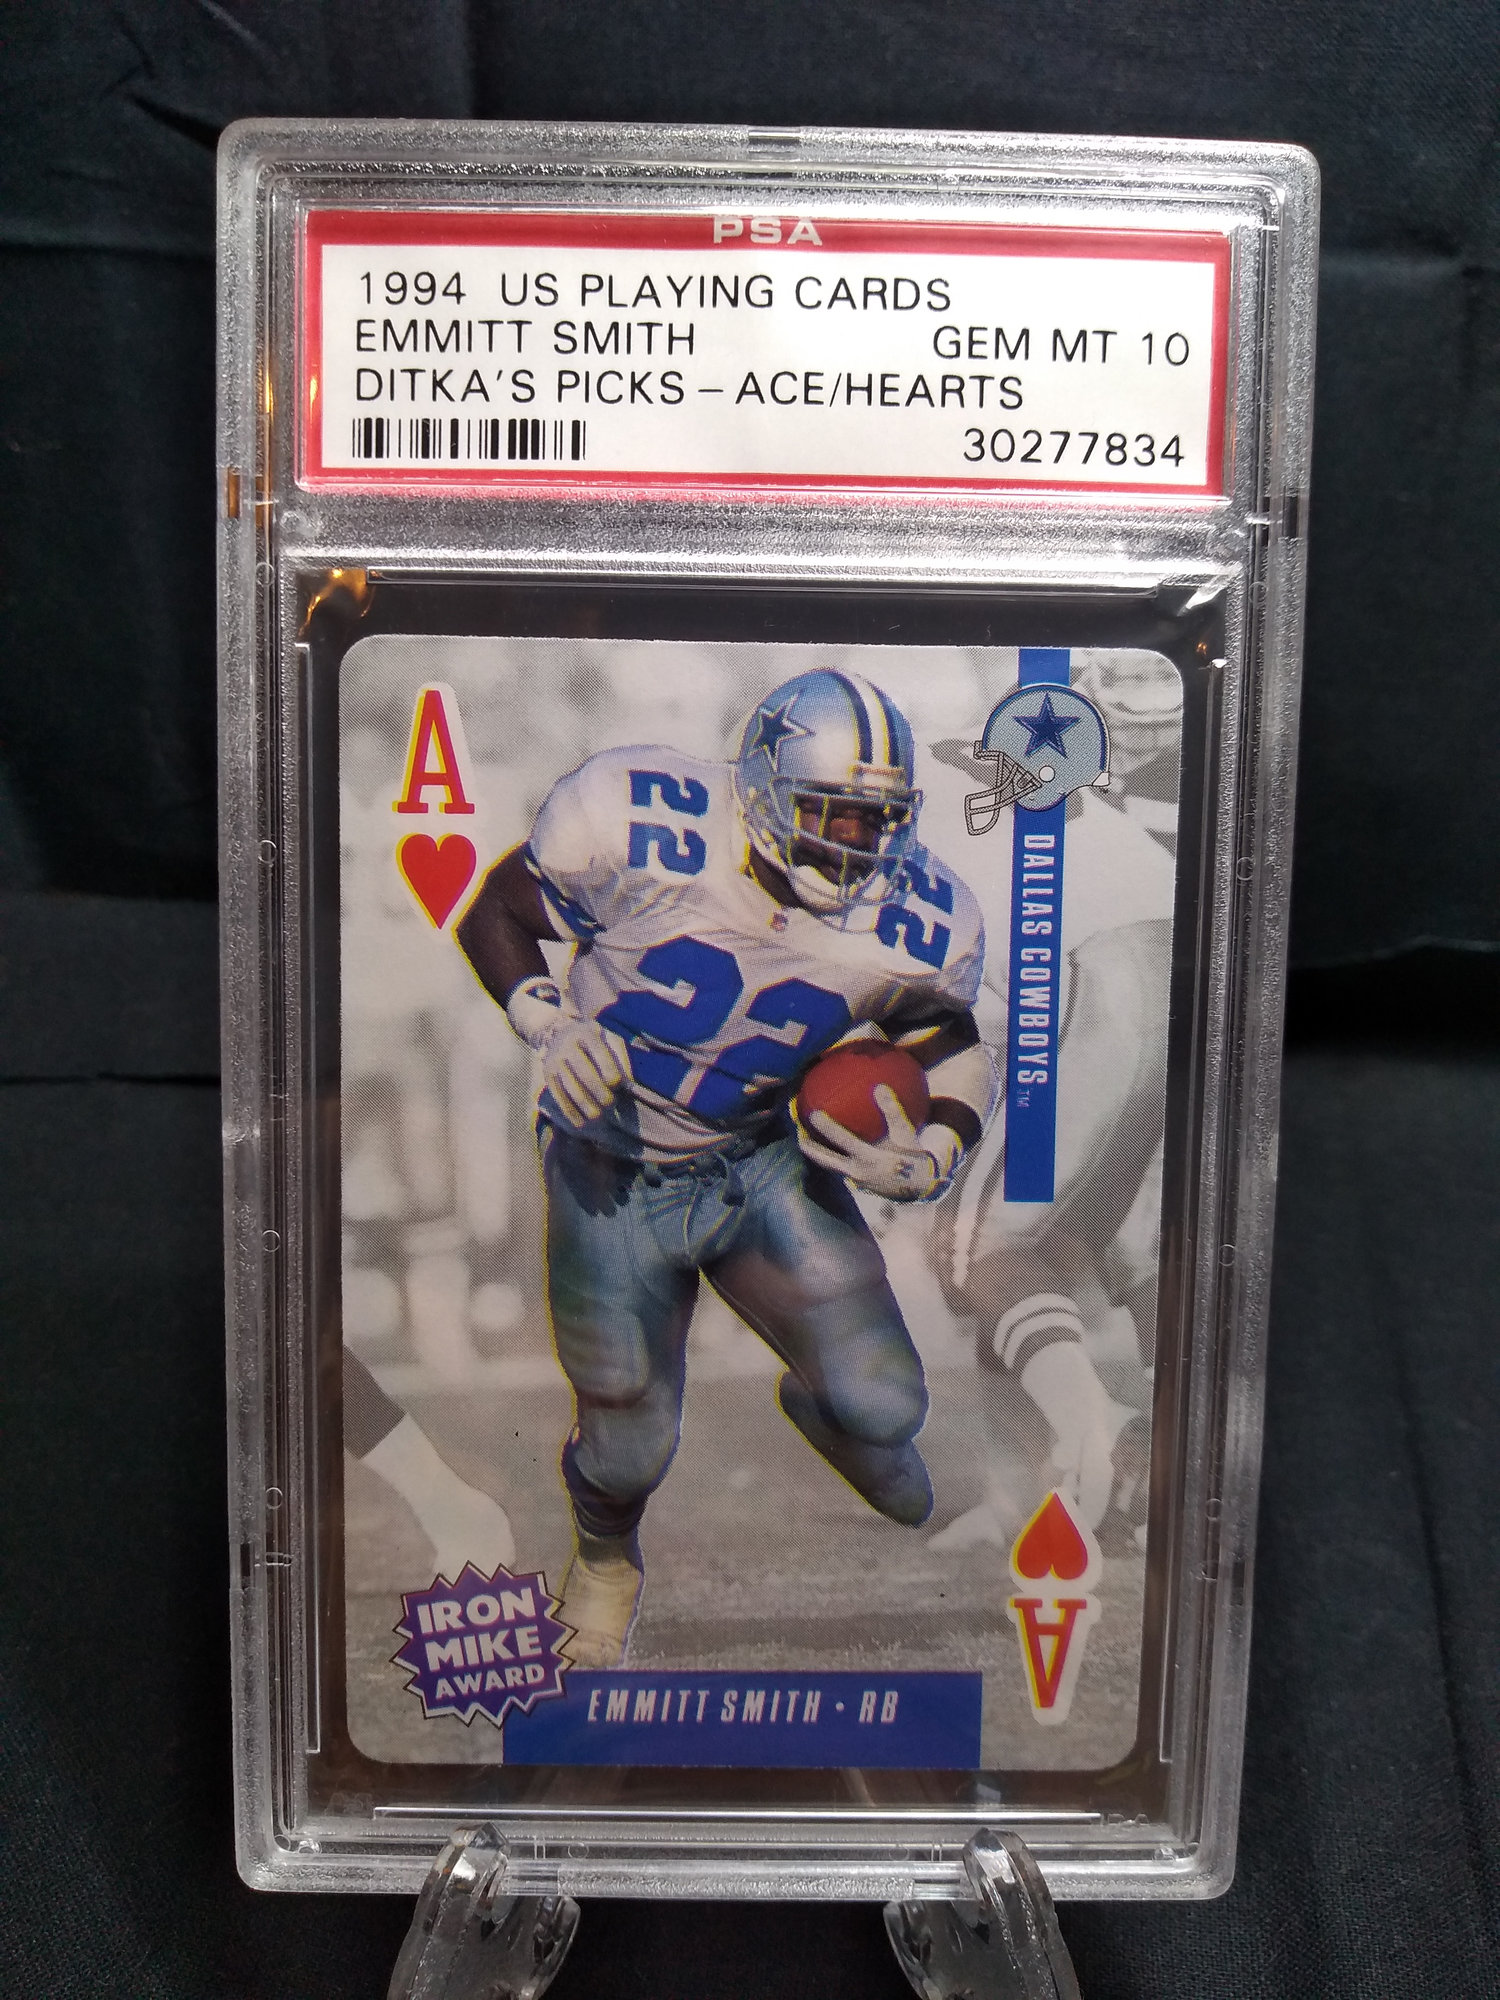 PSA
1994 US PLAYING CARDS
EMMITT SMITH GEM MT 10
DITKA'S PICKS – ACE/HEARTS
30277834
A
22
22
22
DALLAS COWBOYS™
IRON
MIKE
AWARD
EMMITT SMITH • RB
A